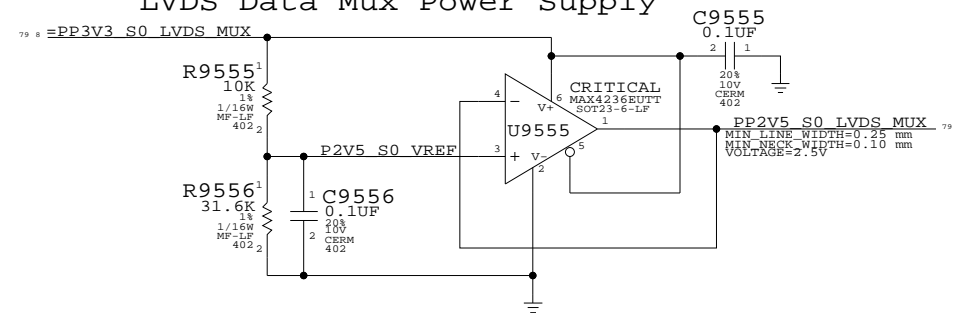 LVDS Data Mux Power Supply
79 8 =PP3V3_S0_LVDS_MUX
C9555
0.1UF
2 1
20%
10V
CERM
402
R9555 1
10K
1%
1/16W
MF-LF
402 2
CRITICAL
MAX4236EUTT
SOT23-6-LF
4
6
V+
U9555
1
PP2V5_S0_LVDS_MUX 79
MIN_LINE_WIDTH=0.25 mm
MIN_NECK_WIDTH=0.10 mm
VOLTAGE=2.5V
P2V5_S0_VREF
3
V-
5
2
R9556 1
31.6K
1%
1/16W
MF-LF
402 2
1 C9556
0.1UF
20%
10V
2 CERM
402